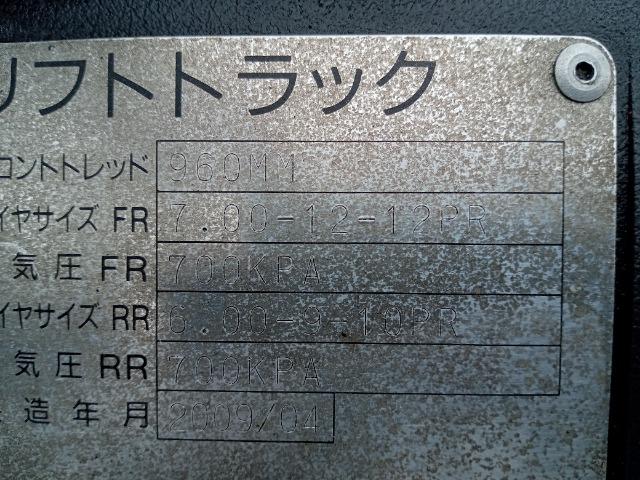 リフトトラック
ロントトレッド 960MM
イヤサイズ FR 7.00-12-12PR
気圧 FR 700KPA
イヤサイズ RR 6.00-9-10PR
気圧 RR 700KPA
造年月 2009/04